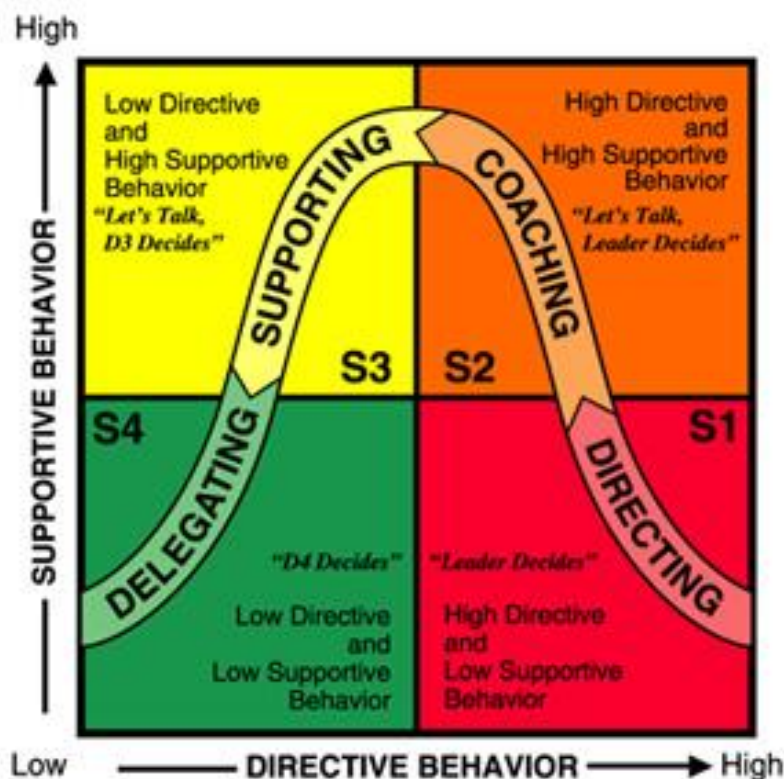 High
SUPPORTIVE BEHAVIOR
Low Directive
and
High Supportive
Behavior
“Let's Talk,
D3 Decides”
SUPPORTING
S3
High Directive
and
High Supportive
Behavior
“Let's Talk,
Leader Decides”
COACHING
S2
S4
DELEGATING
“D4 Decides”
Low Directive
and
Low Supportive
Behavior
S1
DIRECTING
“Leader Decides”
High Directive
and
Low Supportive
Behavior
Low
DIRECTIVE BEHAVIOR
High